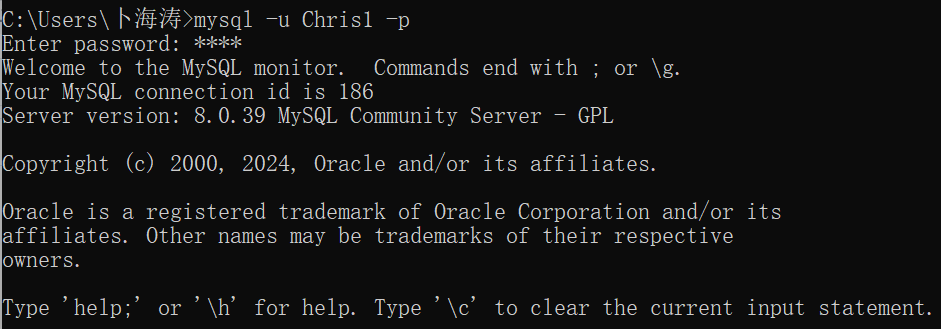 C:\Users\卜海涛>mysql -u Chris1 -p
Enter password: ****
Welcome to the MySQL monitor.  Commands end with ; or \g.
Your MySQL connection id is 186
Server version: 8.0.39 MySQL Community Server - GPL
Copyright (c) 2000, 2024, Oracle and/or its affiliates.
Oracle is a registered trademark of Oracle Corporation and/or its
affiliates. Other names may be trademarks of their respective
owners.
Type 'help;' or '\h' for help. Type '\c' to clear the current input statement.